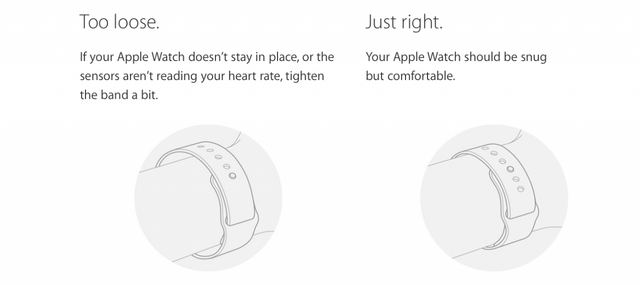 Too loose.
If your Apple Watch doesn’t stay in place, or the
sensors aren’t reading your heart rate, tighten
the band a bit.
Just right.
Your Apple Watch should be snug
but comfortable.